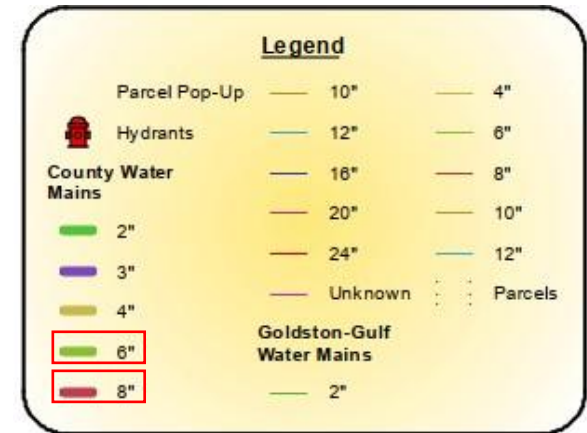 Legend
Parcel Pop-Up
Hydrants
County Water
Mains
2"
3"
4"
6"
8"
10"
12"
16"
20"
24"
Unknown
Goldston-Gulf
Water Mains
2"
4"
6"
8"
10"
12"
Parcels